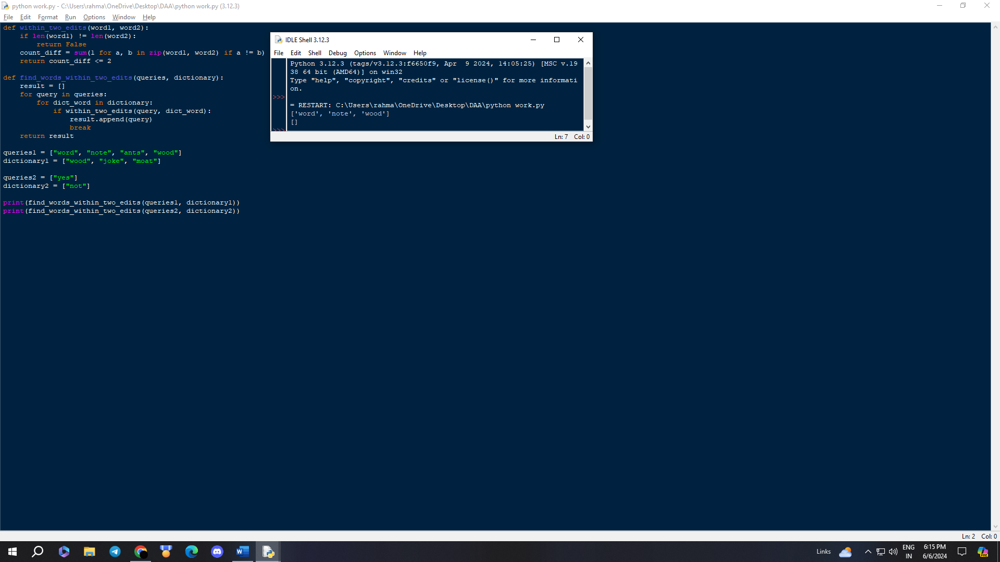 python work.py - C:\Users\rahma\OneDrive\Desktop\DAA\python work.py (3.12.3)
File Edit Format Run Options Window Help
def within_two_edits(word1, word2):
    if len(word1) != len(word2):
        return False
    count_diff = sum(1 for a, b in zip(word1, word2) if a != b)
    return count_diff <= 2
def find_words_within_two_edits(queries, dictionary):
    result = []
    for query in queries:
        for dict_word in dictionary:
            if within_two_edits(query, dict_word):
                result.append(query)
                break
    return result
queries1 = ["word", "note", "ants", "wood"]
dictionary1 = ["wood", "joke", "moat"]
queries2 = ["yes"]
dictionary2 = ["not"]
print(find_words_within_two_edits(queries1, dictionary1))
print(find_words_within_two_edits(queries2, dictionary2))
IDLE Shell 3.12.3
File Edit Shell Debug Options Window Help
Python 3.12.3 (tags/v3.12.3:f6650f9, Apr  9 2024, 14:05:25) [MSC v.19
38 64 bit (AMD64)] on win32
Type "help", "copyright", "credits" or "license()" for more informati
on.
>>>
= RESTART: C:\Users\rahma\OneDrive\Desktop\DAA\python work.py
['word', 'note', 'wood']
[]
>>>
Ln: 7 Col: 0
Ln: 2 Col: 0
Links
ENG
IN
6:15 PM
6/6/2024